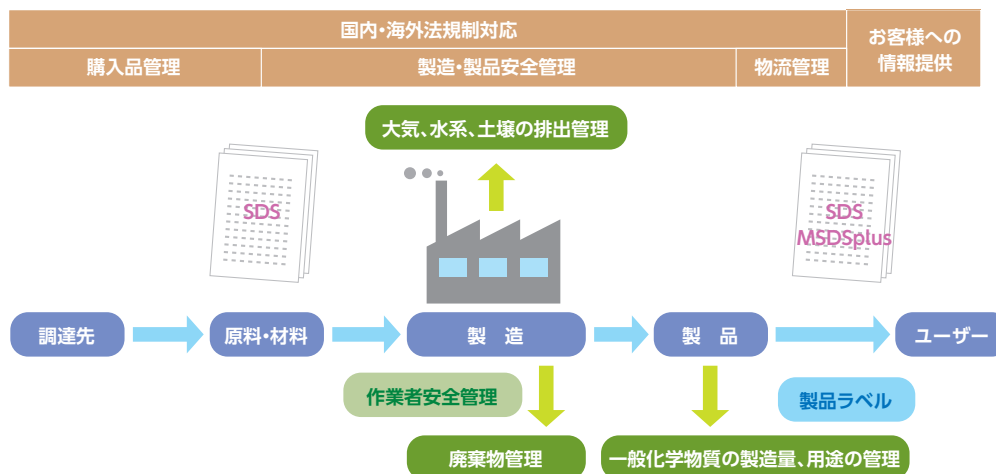 国内・海外法規制対応
お客様への
情報提供
購入品管理
製造・製品安全管理
物流管理
大気、水系、土壌の排出管理
SDS
SDS
MSDSplus
調達先
原料・材料
製　造
製　品
ユーザー
作業者安全管理
製品ラベル
廃棄物管理
一般化学物質の製造量、用途の管理